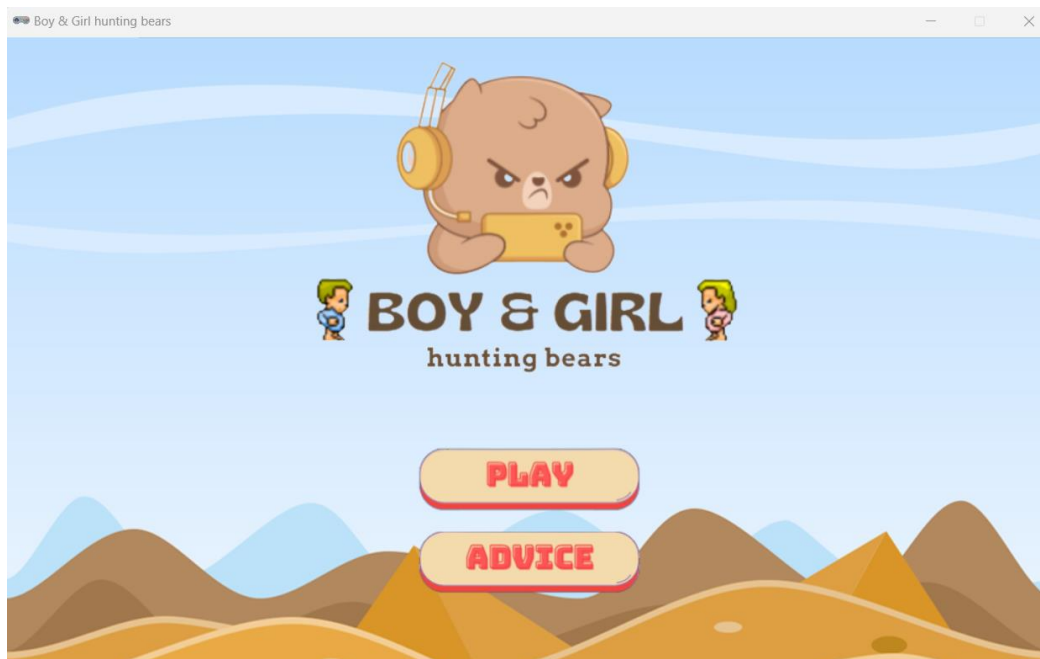 Boy & Girl hunting bears
BOY & GIRL
hunting bears
PLAY
ADVICE